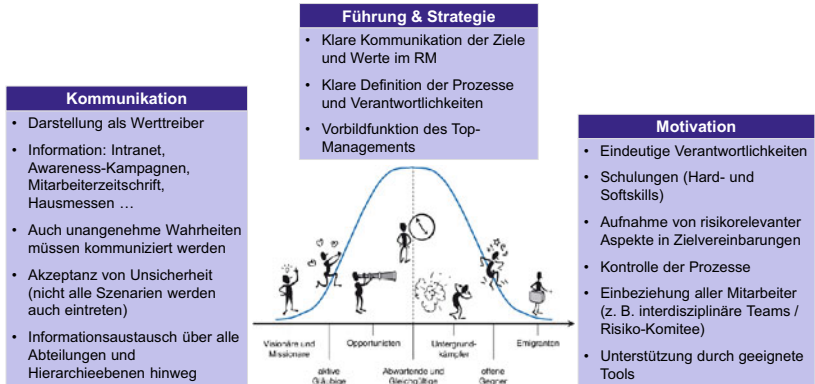 Führung & Strategie
• Klare Kommunikation der Ziele
und Werte im RM
• Klare Definition der Prozesse
und Verantwortlichkeiten
• Vorbildfunktion des Top-
Managements
Kommunikation
• Darstellung als Werttreiber
• Information: Intranet,
Awareness-Kampagnen,
Mitarbeiterzeitschrift,
Hausmessen …
• Auch unangenehme Wahrheiten
müssen kommuniziert werden
• Akzeptanz von Unsicherheit
(nicht alle Szenarien werden
auch eintreten)
• Informationsaustausch über alle
Abteilungen und
Hierarchieebenen hinweg
Motivation
• Eindeutige Verantwortlichkeiten
• Schulungen (Hard- und
Softskills)
• Aufnahme von risikorelevanter
Aspekte in Zielvereinbarungen
• Kontrolle der Prozesse
• Einbeziehung aller Mitarbeiter
(z. B. interdisziplinäre Teams /
Risiko-Komitee)
• Unterstützung durch geeignete
Tools
Visionäre und
Missionare
aktive
Gläubige
Opportunisten
Abwartende und
Gleichgültige
Untergrund-
kämpfer
offene
Gegner
Emigranten